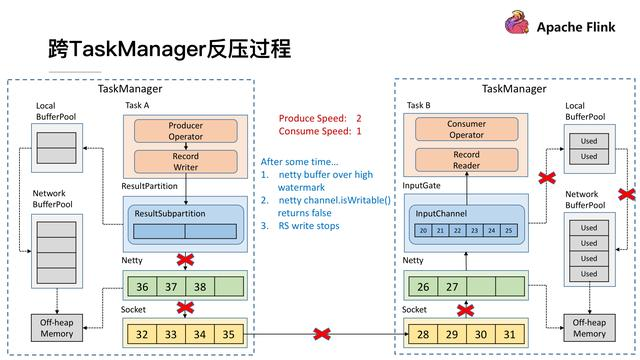 Apache Flink
跨TaskManager反压过程
TaskManager
Local
BufferPool
Task A
Producer
Operator
Record
Writer
ResultPartition
ResultSubpartition
Network
BufferPool
Netty
36 37 38
Socket
32 33 34 35
Off-heap
Memory
Produce Speed: 2
Consume Speed: 1
After some time...
1. netty buffer over high
watermark
2. netty channel.isWritable()
returns false
3. RS write stops
TaskManager
Task B
Consumer
Operator
Record
Reader
InputGate
InputChannel
20 21 22 23 24 25
Netty
26 27
Socket
28 29 30 31
Local
BufferPool
Used
Used
Network
BufferPool
Used
Used
Used
Used
Off-heap
Memory